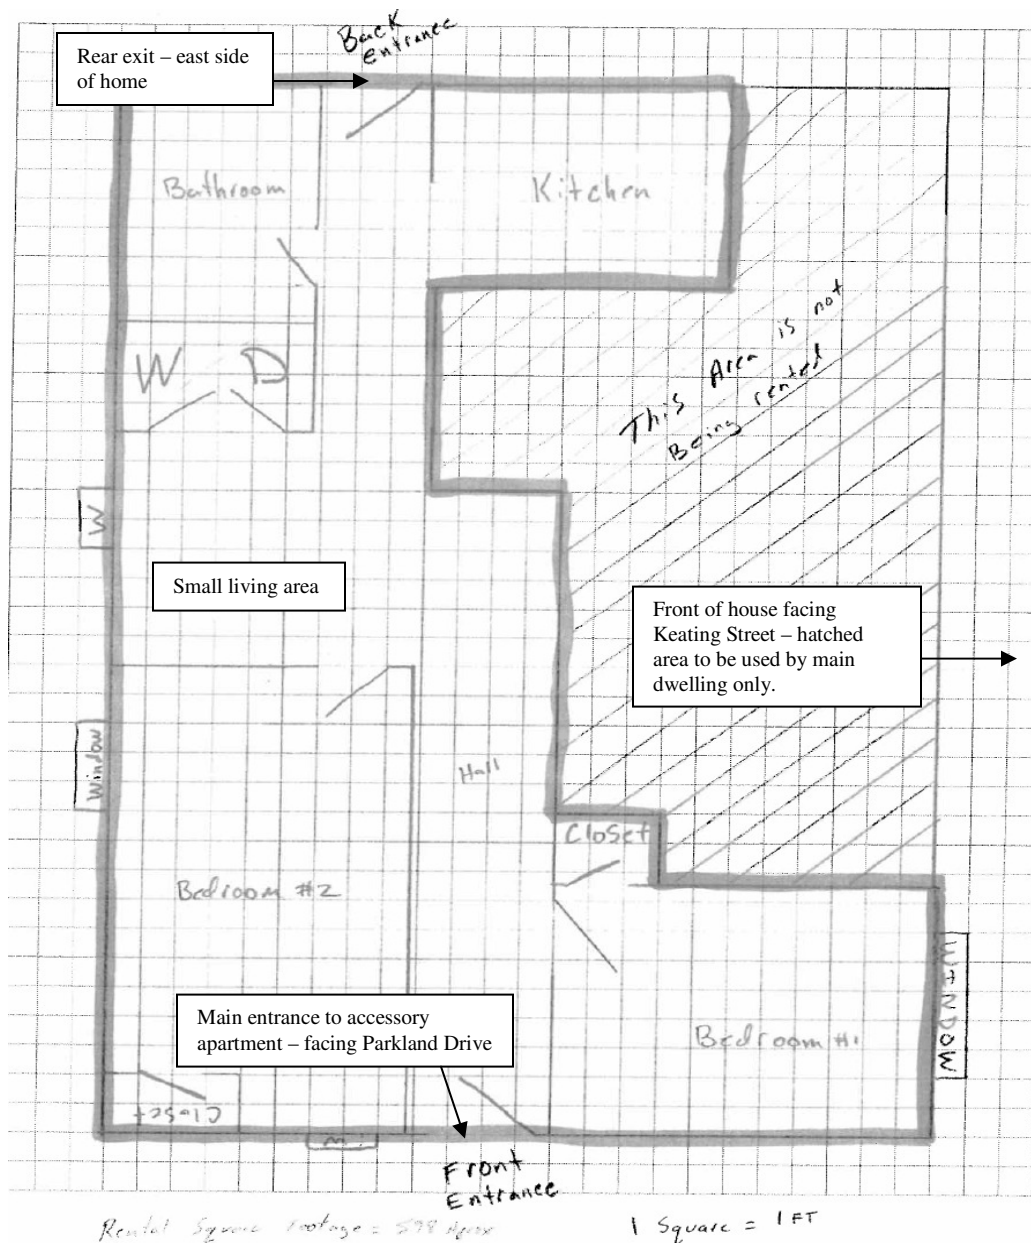 Back
Entrance
Rear exit – east side
of home
Bathroom
Kitchen
W D
This Area is not
Being rented
W
Small living area
Front of house facing
Keating Street – hatched
area to be used by main
dwelling only.
Window
Hall
Closet
Bedroom #2
WINDOW
Main entrance to accessory
apartment – facing Parkland Drive
Bedroom #1
Closet
W
Front
Entrance
Rental Square footage = 598 Aprox
1 Square = 1 FT